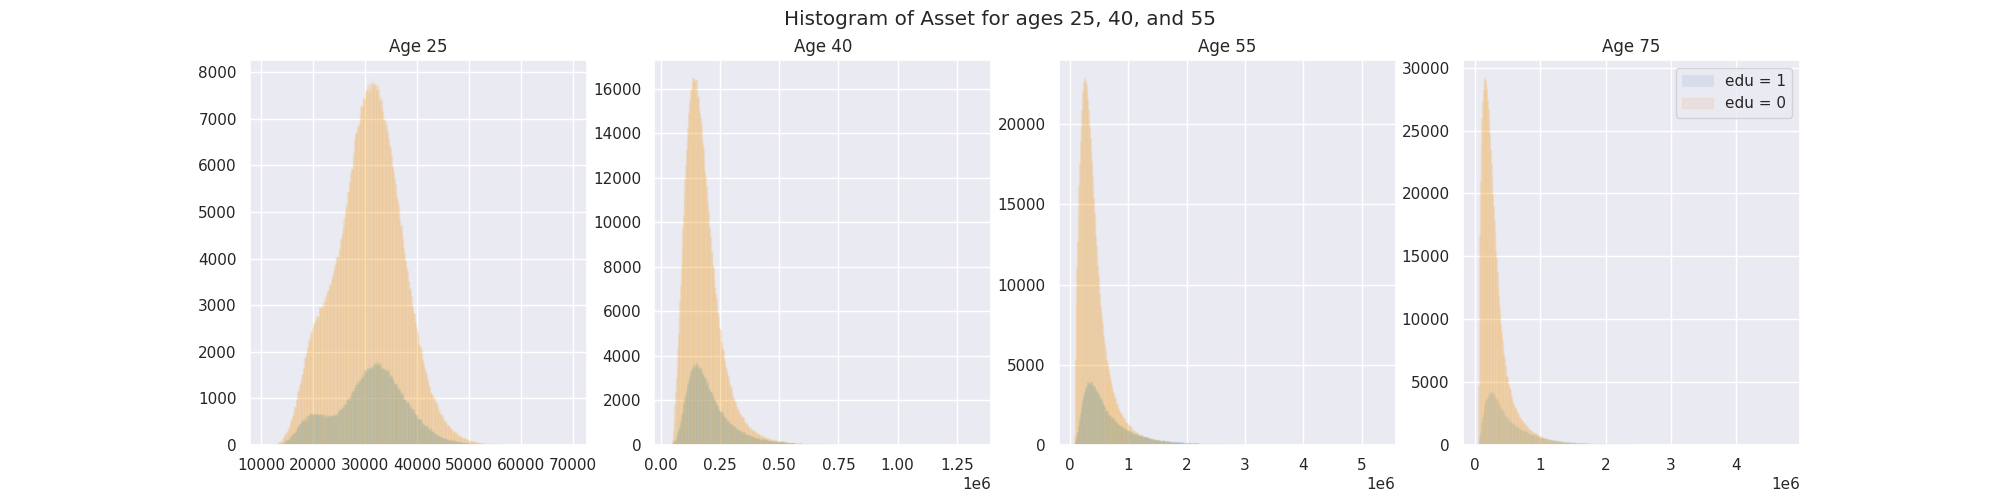 Histogram of Asset for ages 25, 40, and 55
Age 25
8000
7000
6000
5000
4000
3000
2000
1000
0
10000 20000 30000 40000 50000 60000 70000
Age 40
16000
14000
12000
10000
8000
6000
4000
2000
0
0.00 0.25 0.50 0.75 1.00 1.25
1e6
Age 55
20000
15000
10000
5000
0
0 1 2 3 4 5
1e6
Age 75
30000
25000
20000
15000
10000
5000
0
0 1 2 3 4
1e6
edu = 1
edu = 0